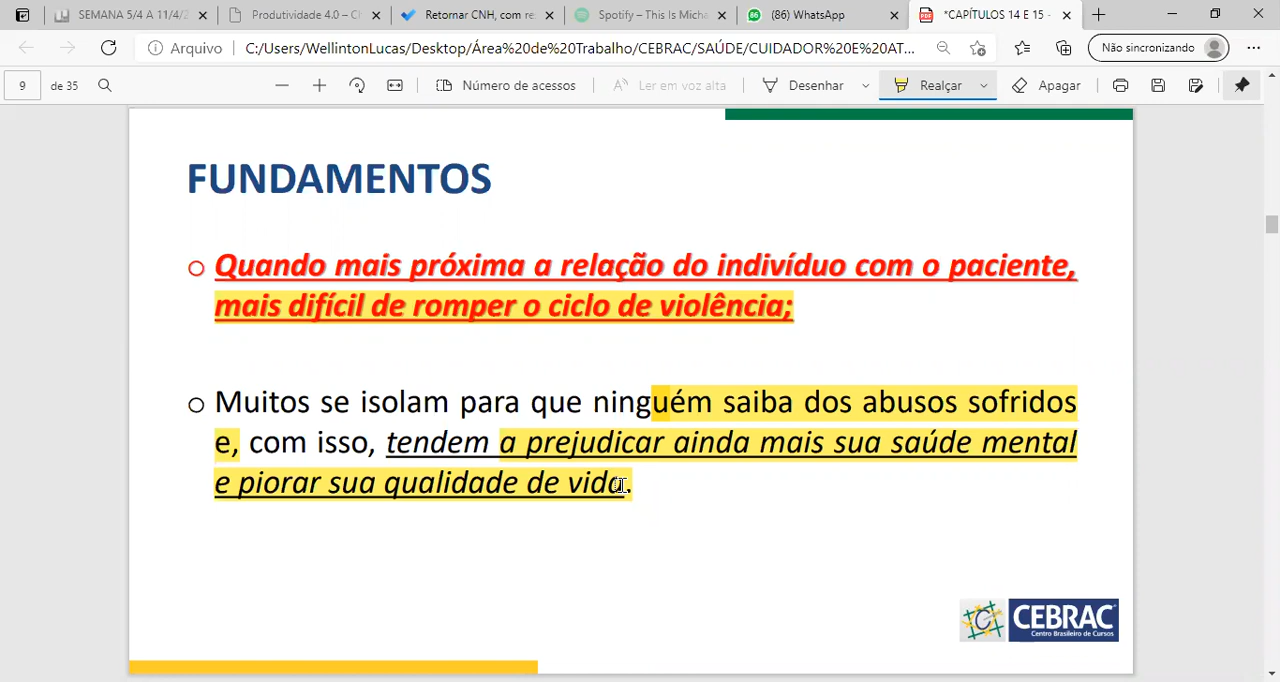 SEMANA 5/4 A 11/4/2
Produtividade 4.0 – C
Retornar CNH, com re
Spotify – This Is Micha
(86) WhatsApp
*CAPÍTULOS 14 E 15 -
Arquivo
C:/Users/WellintonLucas/Desktop/Área%20de%20Trabalho/CEBRAC/SAÚDE/CUIDADOR%20E%20AT...
Não sincronizando
9 de 35
Número de acessos
Ler em voz alta
Desenhar
Realçar
Apagar
FUNDAMENTOS
Quando mais próxima a relação do indivíduo com o paciente,
mais difícil de romper o ciclo de violência;
Muitos se isolam para que ninguém saiba dos abusos sofridos
e, com isso, tendem a prejudicar ainda mais sua saúde mental
e piorar sua qualidade de vida.
CEBRAC
Centro Brasileiro de Cursos